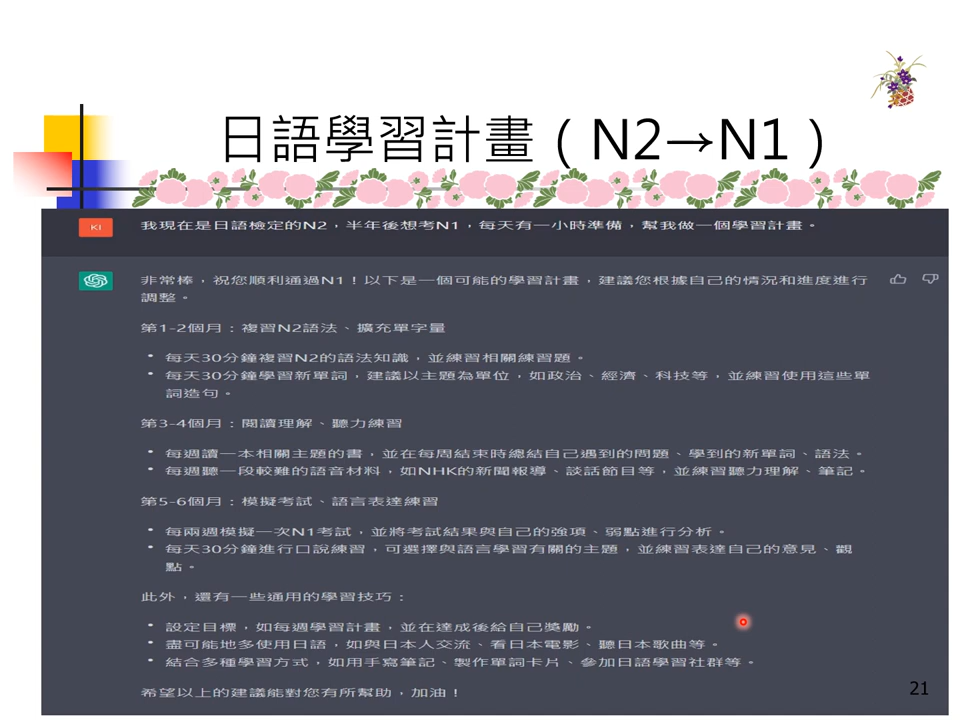 日語學習計畫（N2→N1）
KI
我現在是日語檢定的N2，半年後想考N1，每天有一小時準備，幫我做一個學習計畫。
非常棒，祝您順利通過N1！以下是一個可能的學習計畫，建議您根據自己的情況和進度進行
調整。
第1-2個月：複習N2語法、擴充單字量
• 每天30分鐘複習N2的語法知識，並練習相關練習題。
• 每天30分鐘學習新單詞，建議以主題為單位，如政治、經濟、科技等，並練習使用這些單
詞造句。
第3-4個月：閱讀理解、聽力練習
• 每週讀一本相關主題的書，並在每周結束時總結自己遇到的問題、學到的新單詞、語法。
• 每週聽一段較難的語音材料，如NHK的新聞報導、談話節目等，並練習聽力理解、筆記。
第5-6個月：模擬考試、語言表達練習
• 每兩週模擬一次N1考試，並將考試結果與自己的強項、弱點進行分析。
• 每天30分鐘進行口說練習，可選擇與語言學習有關的主題，並練習表達自己的意見、觀
點。
此外，還有一些通用的學習技巧：
• 設定目標，如每週學習計畫，並在達成後給自己獎勵。
• 盡可能地多使用日語，如與日本人交流、看日本電影、聽日本歌曲等。
• 結合多種學習方式，如用手寫筆記、製作單詞卡片、參加日語學習社群等。
希望以上的建議能對您有所幫助，加油！
21